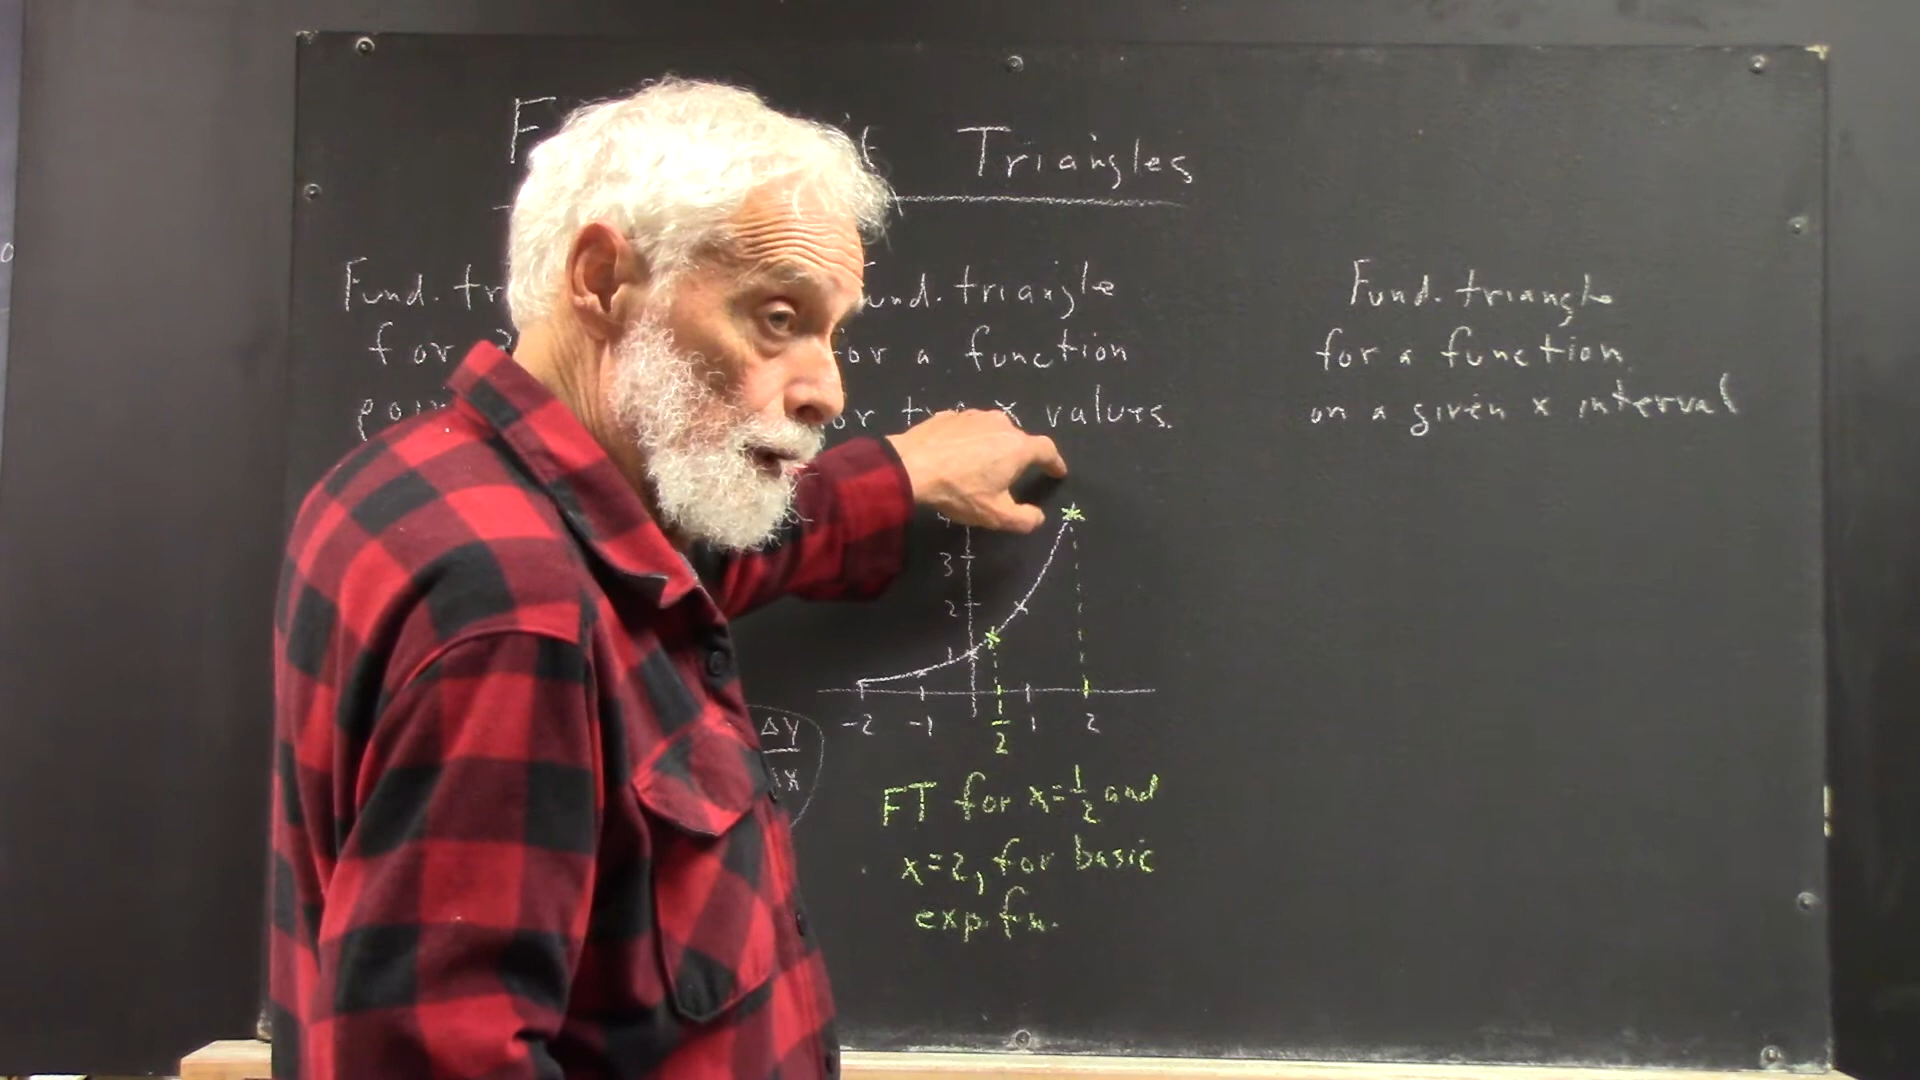 Triangles
Fund. tr
for
triangle
for a function
for two x values.
Fund. triangle
for a function
on a given x interval
4
3
2
1
-2 -1 1/2 1 2
Δy
Δx
FT for x=1/2 and
x=2, for basic
exp. fn.